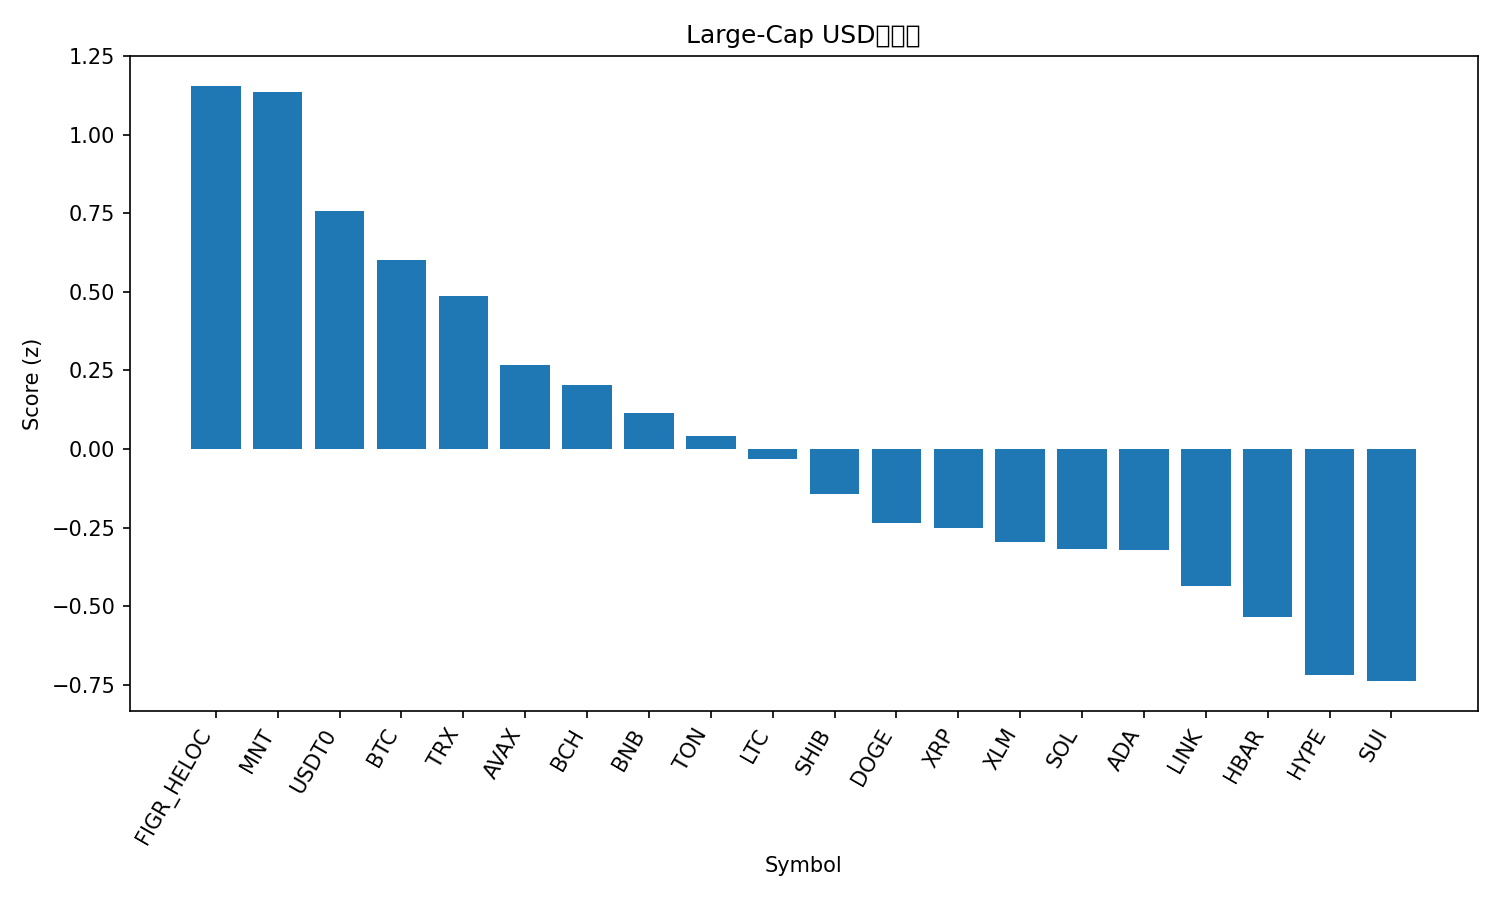 Large-Cap USD
1.25
1.00
0.75
0.50
0.25
0.00
−0.25
−0.50
−0.75
Score (z)
FIGR_HELOC
MNT
USDT0
BTC
TRX
AVAX
BCH
BNB
TON
LTC
SHIB
DOGE
XRP
XLM
SOL
ADA
LINK
HBAR
HYPE
SUI
Symbol